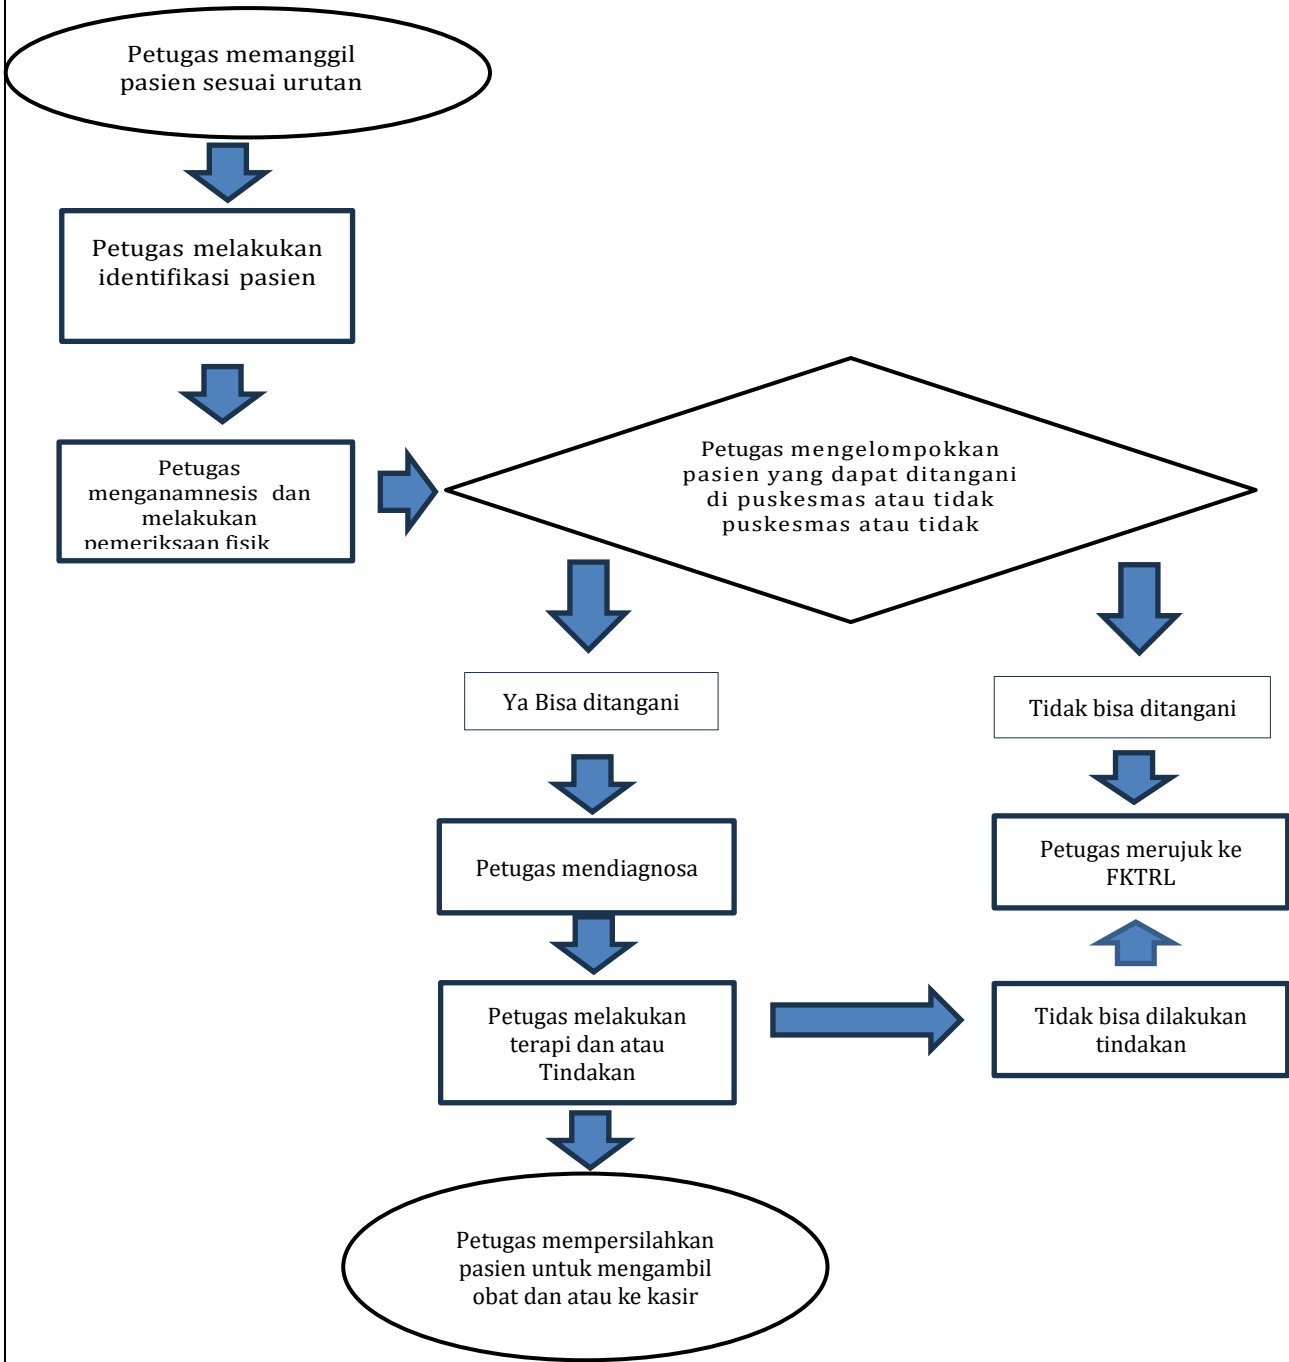 Petugas memanggil
pasien sesuai urutan
Petugas melakukan
identifikasi pasien
Petugas
menganamnesis dan
melakukan
pemeriksaan fisik
Petugas mengelompokkan
pasien yang dapat ditangani
di puskesmas atau tidak
puskesmas atau tidak
Ya Bisa ditangani
Tidak bisa ditangani
Petugas mendiagnosa
Petugas merujuk ke
FKTRL
Petugas melakukan
terapi dan atau
Tindakan
Tidak bisa dilakukan
tindakan
Petugas mempersilahkan
pasien untuk mengambil
obat dan atau ke kasir